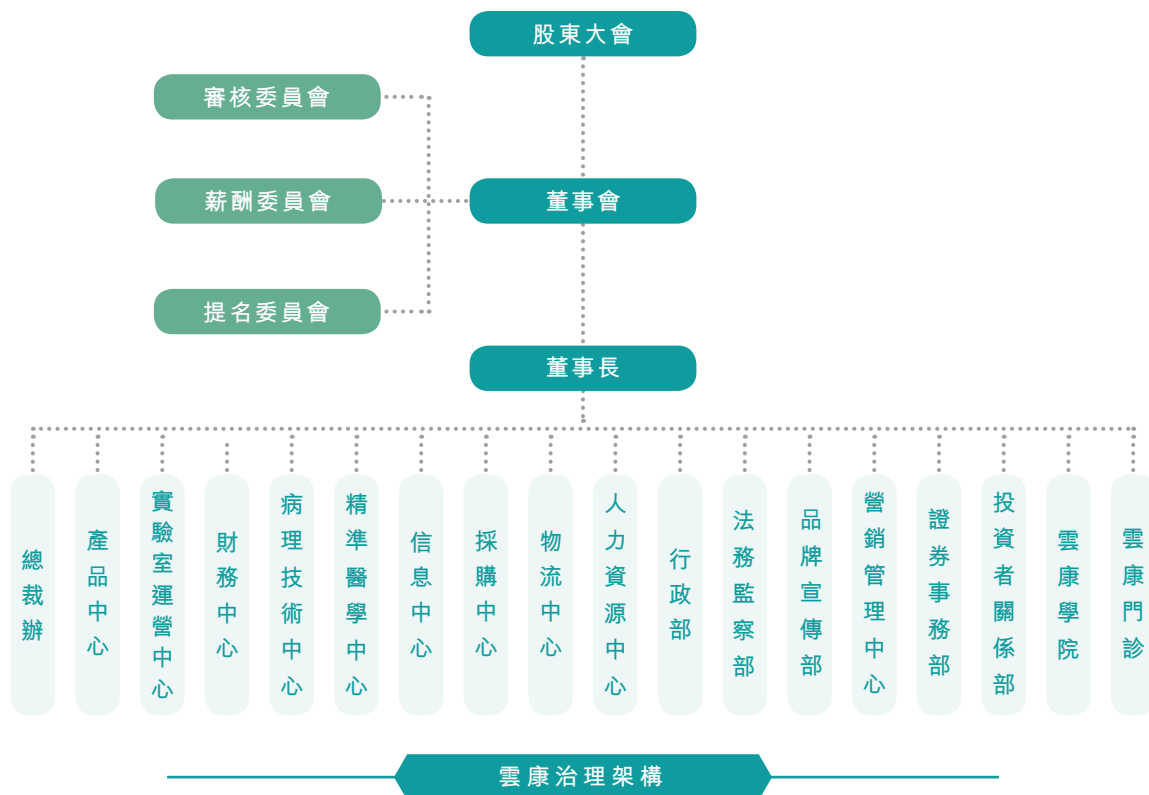 股東大會
審核委員會
薪酬委員會
董事會
提名委員會
董事長
總裁辦
產品中心
實驗室運營中心
財務中心
病理技術中心
精準醫學中心
信息中心
採購中心
物流中心
人力資源中心
行政部
法務監察部
品牌宣傳部
營銷管理中心
證券事務部
投資者關係部
雲康學院
雲康門診
雲康治理架構